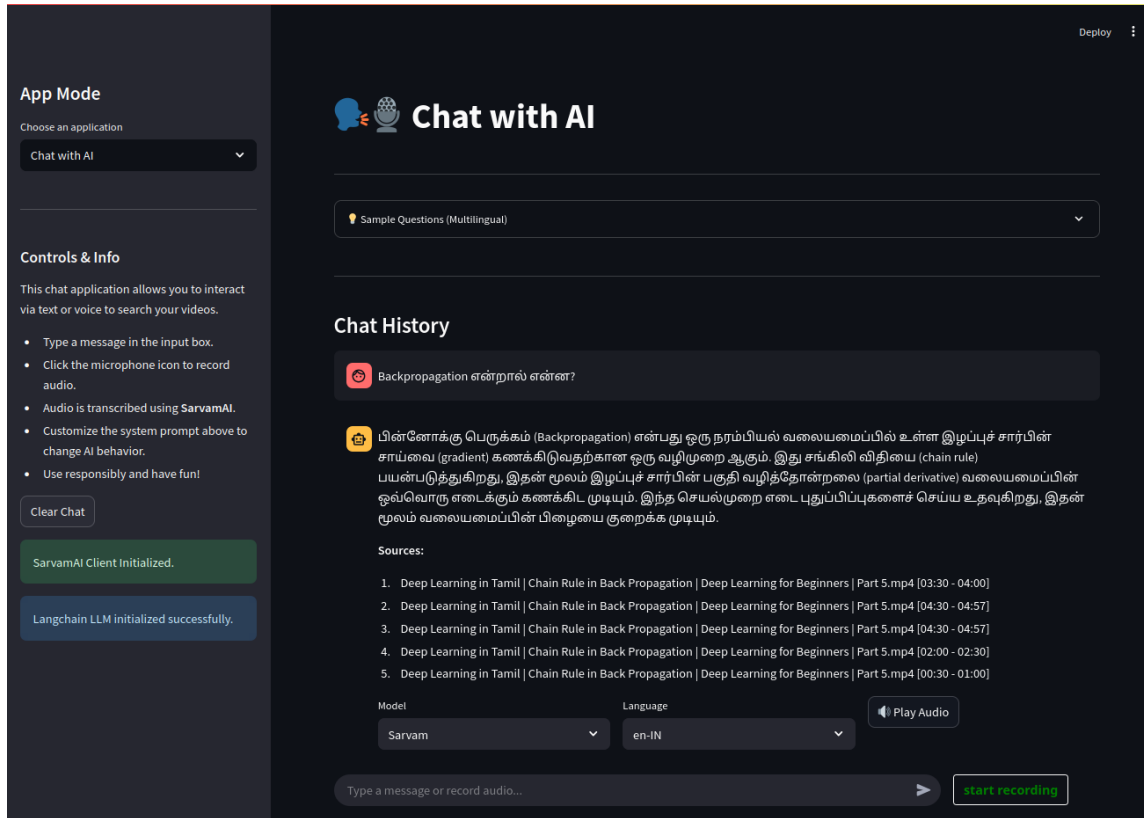 Deploy
App Mode
Choose an application
Chat with AI
Controls & Info
This chat application allows you to interact
via text or voice to search your videos.
Type a message in the input box.
Click the microphone icon to record
audio.
Audio is transcribed using SarvamAI.
Customize the system prompt above to
change AI behavior.
Use responsibly and have fun!
Clear Chat
SarvamAI Client Initialized.
Langchain LLM initialized successfully.
Chat with AI
Sample Questions (Multilingual)
Chat History
Backpropagation என்றால் என்ன?
பின்னோக்கு பெருக்கம் (Backpropagation) என்பது ஒரு நரம்பியல் வலையமைப்பில் உள்ள இழப்புச் சார்பின்
சாய்வை (gradient) கணக்கிடுவதற்கான ஒரு வழிமுறை ஆகும். இது சங்கிலி விதியை (chain rule)
பயன்படுத்துகிறது, இதன் மூலம் இழப்புச் சார்பின் பகுதி வழித்தோன்றலை (partial derivative) வலையமைப்பின்
ஒவ்வொரு எடைக்கும் கணக்கிட முடியும். இந்த செயல்முறை எடை புதுப்பிப்புகளைச் செய்ய உதவுகிறது, இதன்
மூலம் வலையமைப்பின் பிழையை குறைக்க முடியும்.
Sources:
1. Deep Learning in Tamil | Chain Rule in Back Propagation | Deep Learning for Beginners | Part 5.mp4 [03:30 - 04:00]
2. Deep Learning in Tamil | Chain Rule in Back Propagation | Deep Learning for Beginners | Part 5.mp4 [04:30 - 04:57]
3. Deep Learning in Tamil | Chain Rule in Back Propagation | Deep Learning for Beginners | Part 5.mp4 [04:30 - 04:57]
4. Deep Learning in Tamil | Chain Rule in Back Propagation | Deep Learning for Beginners | Part 5.mp4 [02:00 - 02:30]
5. Deep Learning in Tamil | Chain Rule in Back Propagation | Deep Learning for Beginners | Part 5.mp4 [00:30 - 01:00]
Model
Sarvam
Language
en-IN
Play Audio
Type a message or record audio...
start recording